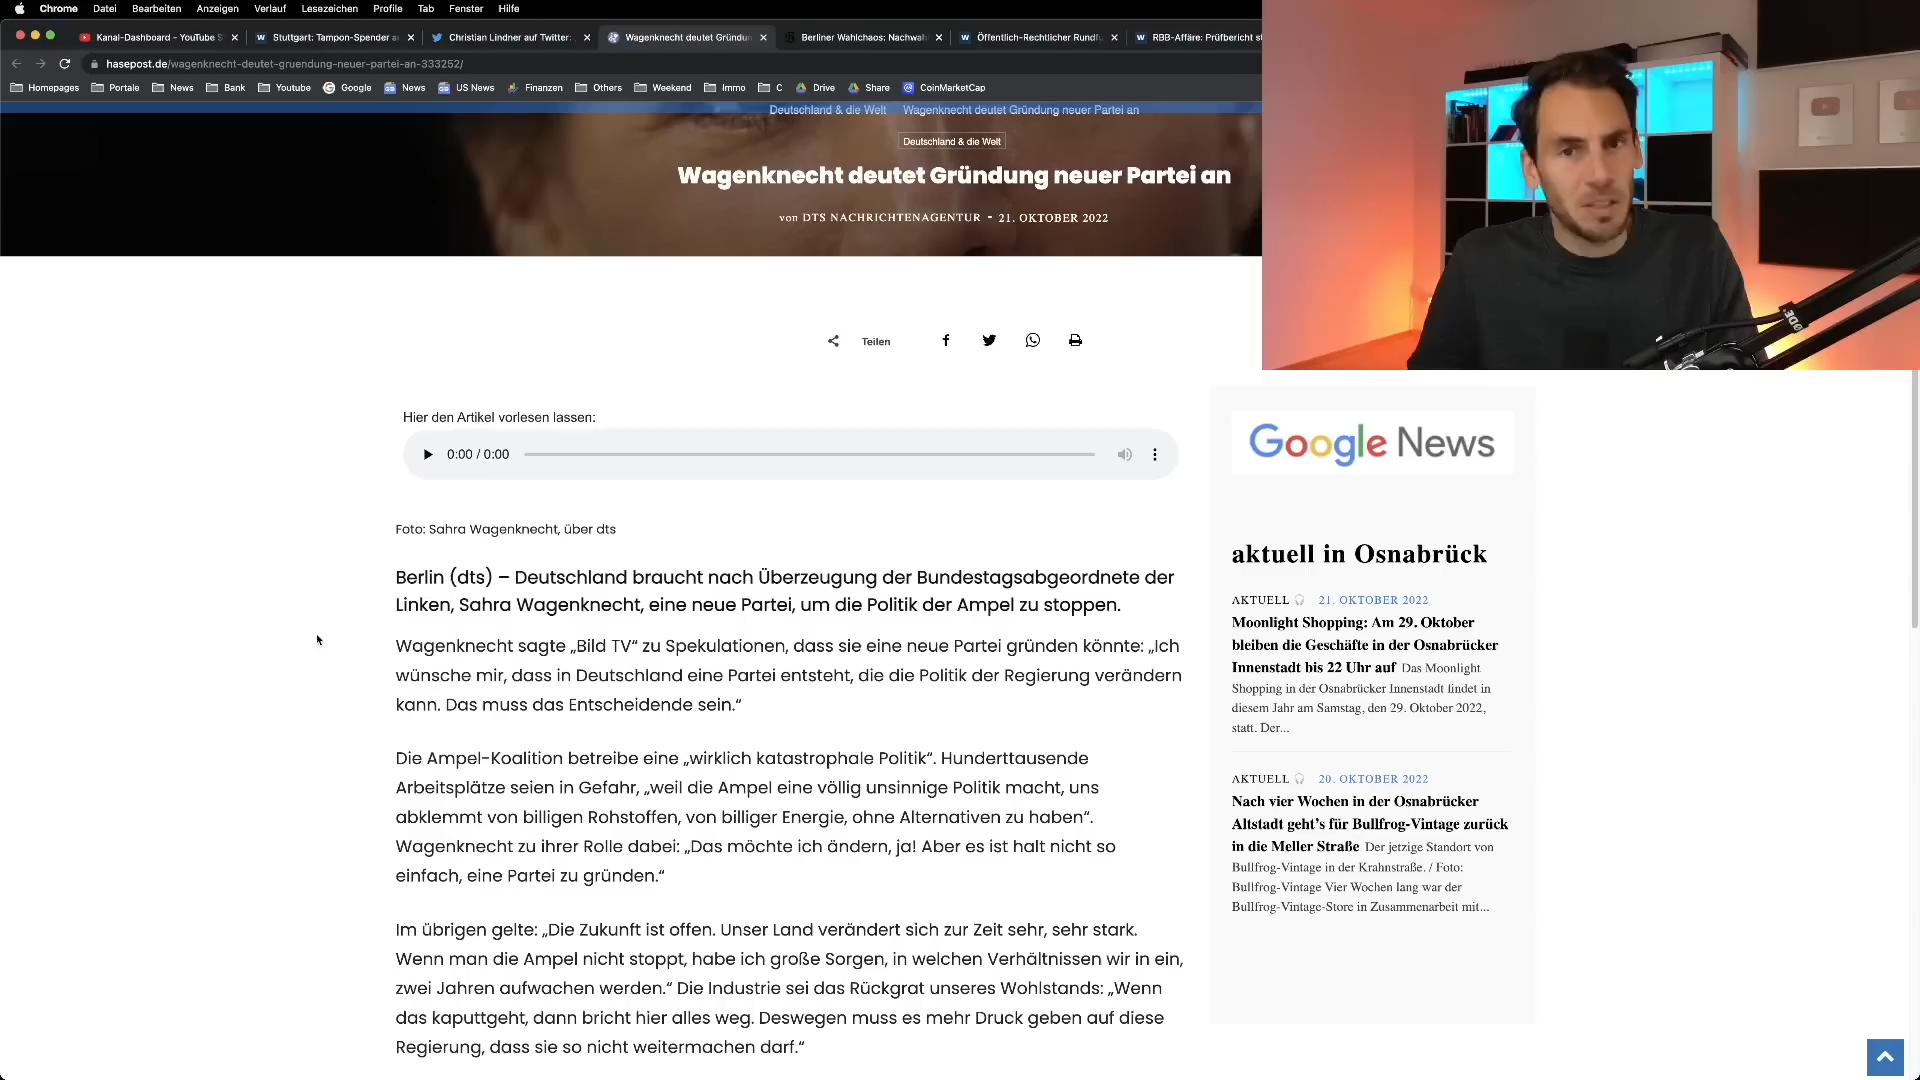 Chrome Datei Bearbeiten Anzeigen Verlauf Lesezeichen Profile Tab Fenster Hilfe
Kanal-Dashboard – YouTube S
Stuttgart: Tampon-Spender a
Christian Lindner auf Twitter:
Wagenknecht deutet Gründun
Berliner Wahlchaos: Nachwah
Öffentlich-Rechtlicher Rundf
RBB-Affäre: Prüfbericht st
hasepost.de/wagenknecht-deutet-gruendung-neuer-partei-an-333252/
Homepages Portale News Bank Youtube Google News US News Finanzen Others Weekend Immo C Drive Share CoinMarketCap
Deutschland & die Welt Wagenknecht deutet Gründung neuer Partei an
Deutschland & die Welt
Wagenknecht deutet Gründung neuer Partei an
von DTS NACHRICHTENAGENTUR - 21. OKTOBER 2022
Teilen
Hier den Artikel vorlesen lassen:
0:00 / 0:00
Foto: Sahra Wagenknecht, über dts
Berlin (dts) – Deutschland braucht nach Überzeugung der Bundestagsabgeordnete der
Linken, Sahra Wagenknecht, eine neue Partei, um die Politik der Ampel zu stoppen.
Wagenknecht sagte „Bild TV“ zu Spekulationen, dass sie eine neue Partei gründen könnte: „Ich
wünsche mir, dass in Deutschland eine Partei entsteht, die die Politik der Regierung verändern
kann. Das muss das Entscheidende sein.“
Die Ampel-Koalition betreibe eine „wirklich katastrophale Politik“. Hunderttausende
Arbeitsplätze seien in Gefahr, „weil die Ampel eine völlig unsinnige Politik macht, uns
abklemmt von billigen Rohstoffen, von billiger Energie, ohne Alternativen zu haben“.
Wagenknecht zu ihrer Rolle dabei: „Das möchte ich ändern, ja! Aber es ist halt nicht so
einfach, eine Partei zu gründen.“
Im übrigen gelte: „Die Zukunft ist offen. Unser Land verändert sich zur Zeit sehr, sehr stark.
Wenn man die Ampel nicht stoppt, habe ich große Sorgen, in welchen Verhältnissen wir in ein,
zwei Jahren aufwachen werden.“ Die Industrie sei das Rückgrat unseres Wohlstands: „Wenn
das kaputtgeht, dann bricht hier alles weg. Deswegen muss es mehr Druck geben auf diese
Regierung, dass sie so nicht weitermachen darf.“
Google News
aktuell in Osnabrück
AKTUELL 21. OKTOBER 2022
Moonlight Shopping: Am 29. Oktober
bleiben die Geschäfte in der Osnabrücker
Innenstadt bis 22 Uhr auf Das Moonlight
Shopping in der Osnabrücker Innenstadt findet in
diesem Jahr am Samstag, den 29. Oktober 2022,
statt. Der...
AKTUELL 20. OKTOBER 2022
Nach vier Wochen in der Osnabrücker
Altstadt geht’s für Bullfrog-Vintage zurück
in die Meller Straße Der jetzige Standort von
Bullfrog-Vintage in der Krahnstraße. / Foto:
Bullfrog-Vintage Vier Wochen lang war der
Bullfrog-Vintage-Store in Zusammenarbeit mit...